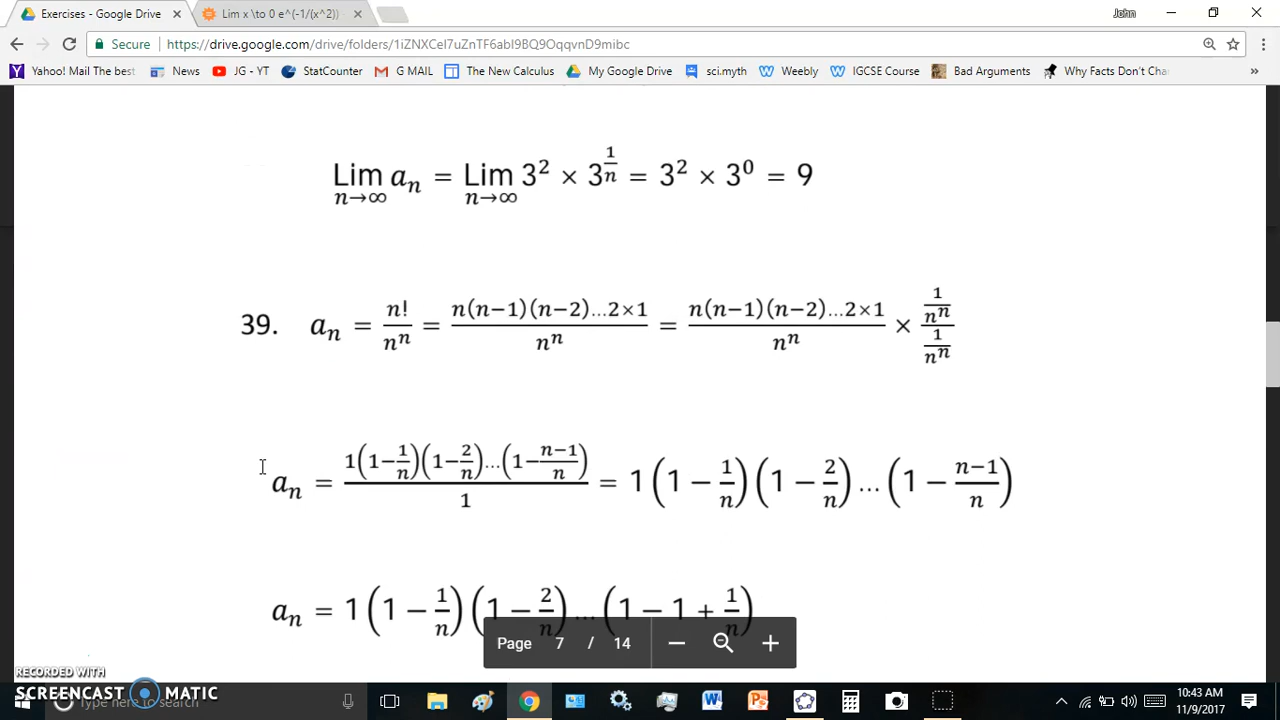 Exercises - Google Drive
Lim x \to 0 e^(-1/(x^2))
John
Secure
https://drive.google.com/drive/folders/1iZNXCel7uZnTF6abI9BQ9OqqvnD9mibc
Yahoo! Mail The best
News
JG - YT
StatCounter
G MAIL
The New Calculus
My Google Drive
sci.myth
Weebly
IGCSE Course
Bad Arguments
Why Facts Don't Cha
»
Lim n→∞ aₙ = Lim n→∞ 3² × 3^(1/n) = 3² × 3⁰ = 9
39. aₙ = n!/nⁿ = n(n−1)(n−2)…2×1/nⁿ = n(n−1)(n−2)…2×1/nⁿ × (1/nⁿ)/(1/nⁿ)
aₙ = 1(1−1/n)(1−2/n)…(1−(n−1)/n)/1 = 1(1−1/n)(1−2/n)…(1−(n−1)/n)
aₙ = 1(1−1/n)(1−2/n)…(1−1+1/n)
Page 7 / 14
RECORDED WITH
SCREENCAST MATIC
Type here to search
10:43 AM
11/9/2017